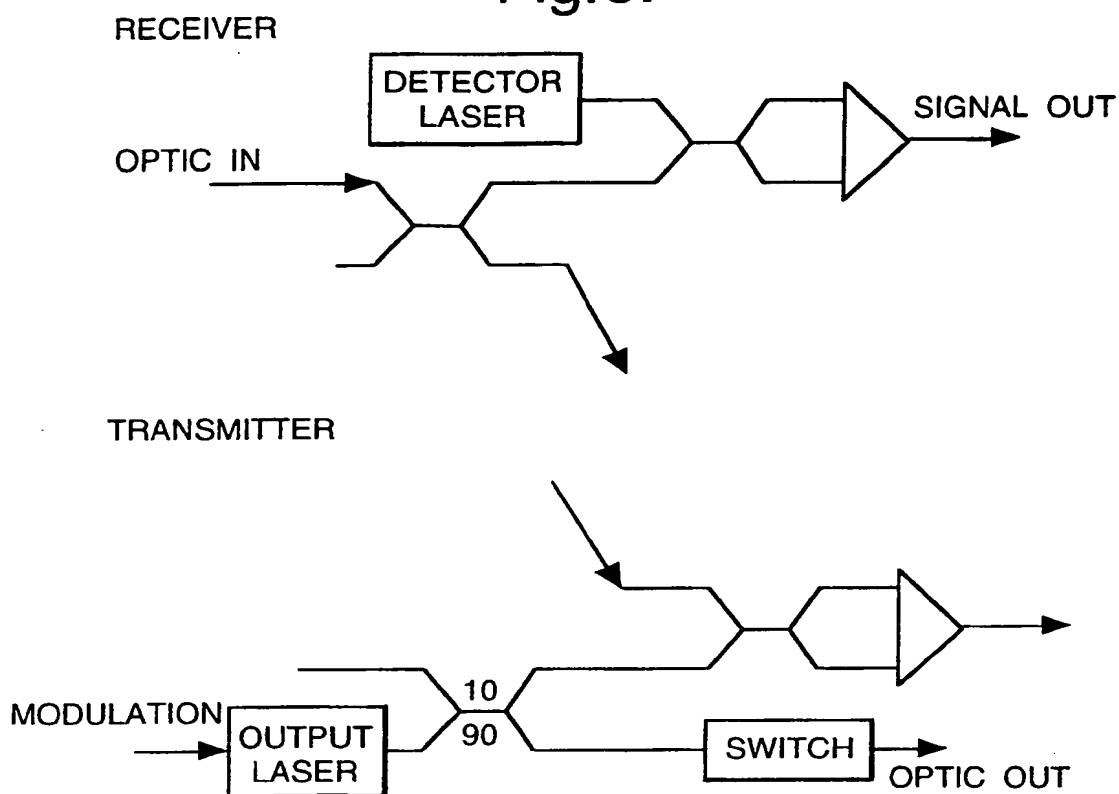 RECEIVER
DETECTOR
LASER
SIGNAL OUT
OPTIC IN
TRANSMITTER
10
MODULATION
90
OUTPUT
LASER
SWITCH
OPTIC OUT